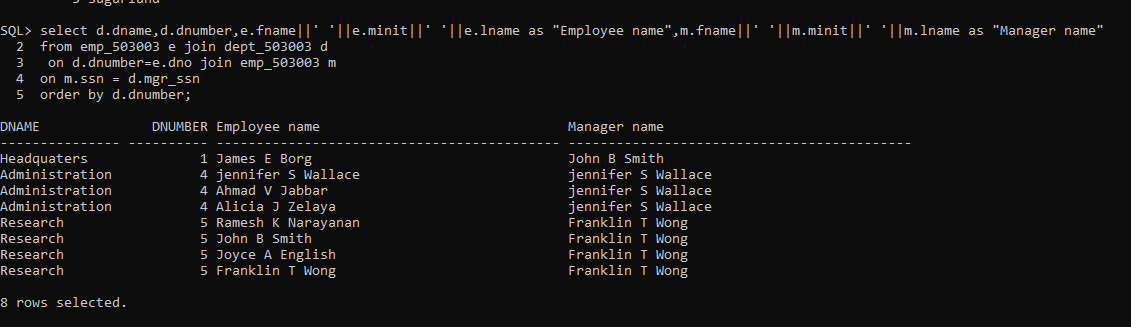 5 sugarland
SQL> select d.dname,d.dnumber,e.fname||' '||e.minit||' '||e.lname as "Employee name",m.fname||' '||m.minit||' '||m.lname as "Manager name"
2 from emp_503003 e join dept_503003 d
3 on d.dnumber=e.dno join emp_503003 m
4 on m.ssn = d.mgr_ssn
5 order by d.dnumber;
DNAME DNUMBER Employee name Manager name
--------------- ---------- ------------------------------------------- -------------------------------------------
Headquaters 1 James E Borg John B Smith
Administration 4 jennifer S Wallace jennifer S Wallace
Administration 4 Ahmad V Jabbar jennifer S Wallace
Administration 4 Alicia J Zelaya jennifer S Wallace
Research 5 Ramesh K Narayanan Franklin T Wong
Research 5 John B Smith Franklin T Wong
Research 5 Joyce A English Franklin T Wong
Research 5 Franklin T Wong Franklin T Wong
8 rows selected.